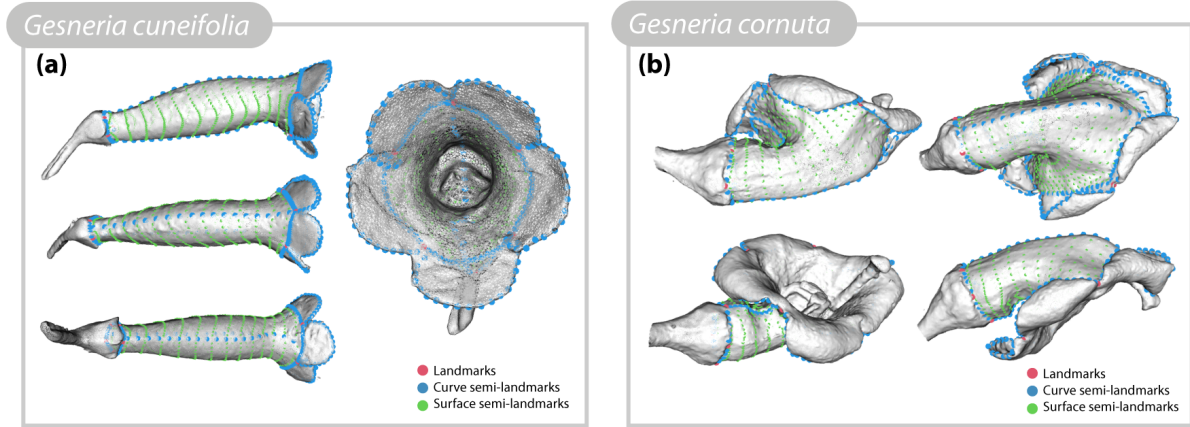 Gesneria cuneifolia
(a)
Landmarks
Curve semi-landmarks
Surface semi-landmarks
Gesneria cornuta
(b)
Landmarks
Curve semi-landmarks
Surface semi-landmarks